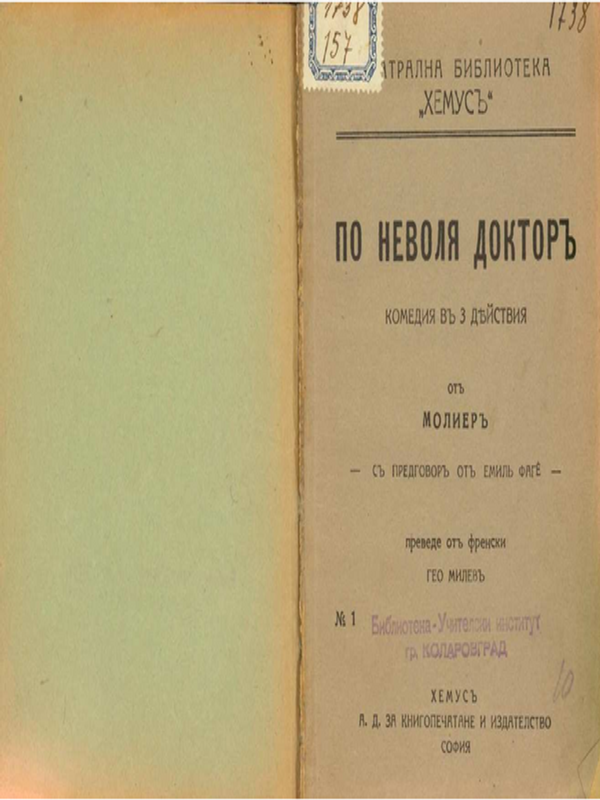 1738
157
1738
АТРАЛНА БИБЛИОТЕКА
„ХЕМУСЪ“
ПО НЕВОЛЯ ДОКТОРЪ
КОМЕДИЯ ВЪ 3 ДѢЙСТВИЯ
отъ
МОЛИЕРЪ
— СЪ ПРЕДГОВОРЪ ОТЪ ЕМИЛЬ ФАГЕ —
преведе отъ френски
ГЕО МИЛЕВЪ
№ 1
Библиотека-Учителски институт
гр. КОЛАРОВГРАД
10
ХЕМУСЪ
А. Д. ЗА КНИГОПЕЧАТАНЕ И ИЗДАТЕЛСТВО
СОФИЯ